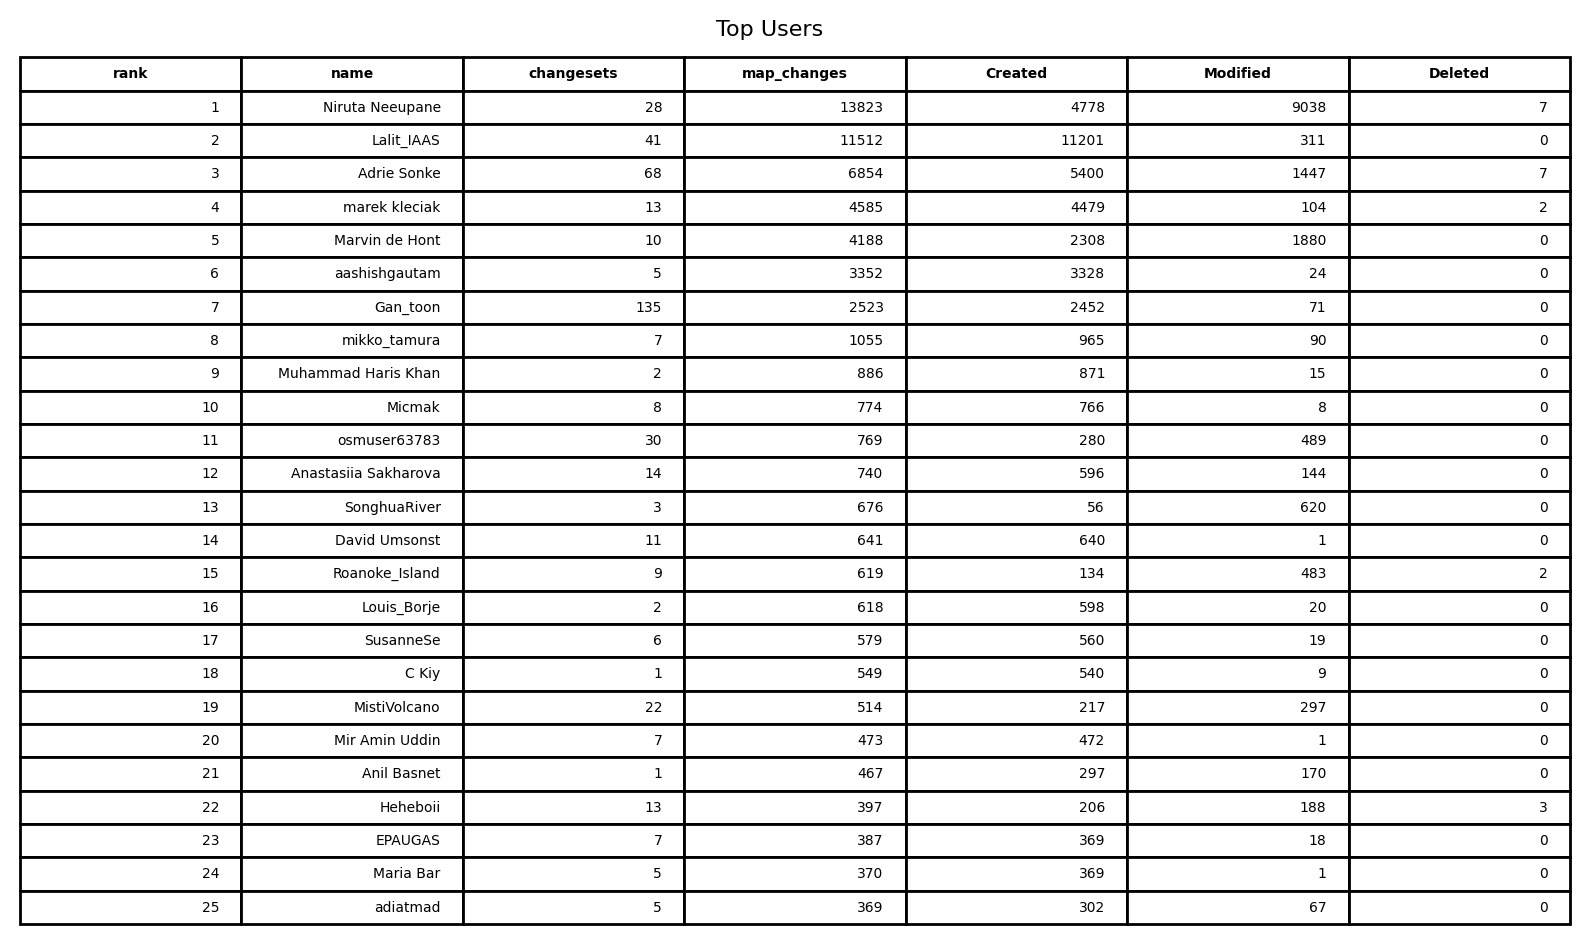 Top Users
rank name changesets map_changes Created Modified Deleted
1 Niruta Neeupane 28 13823 4778 9038 7
2 Lalit_IAAS 41 11512 11201 311 0
3 Adrie Sonke 68 6854 5400 1447 7
4 marek kleciak 13 4585 4479 104 2
5 Marvin de Hont 10 4188 2308 1880 0
6 aashishgautam 5 3352 3328 24 0
7 Gan_toon 135 2523 2452 71 0
8 mikko_tamura 7 1055 965 90 0
9 Muhammad Haris Khan 2 886 871 15 0
10 Micmak 8 774 766 8 0
11 osmuser63783 30 769 280 489 0
12 Anastasiia Sakharova 14 740 596 144 0
13 SonghuaRiver 3 676 56 620 0
14 David Umsonst 11 641 640 1 0
15 Roanoke_Island 9 619 134 483 2
16 Louis_Borje 2 618 598 20 0
17 SusanneSe 6 579 560 19 0
18 C Kiy 1 549 540 9 0
19 MistiVolcano 22 514 217 297 0
20 Mir Amin Uddin 7 473 472 1 0
21 Anil Basnet 1 467 297 170 0
22 Heheboii 13 397 206 188 3
23 EPAUGAS 7 387 369 18 0
24 Maria Bar 5 370 369 1 0
25 adiatmad 5 369 302 67 0